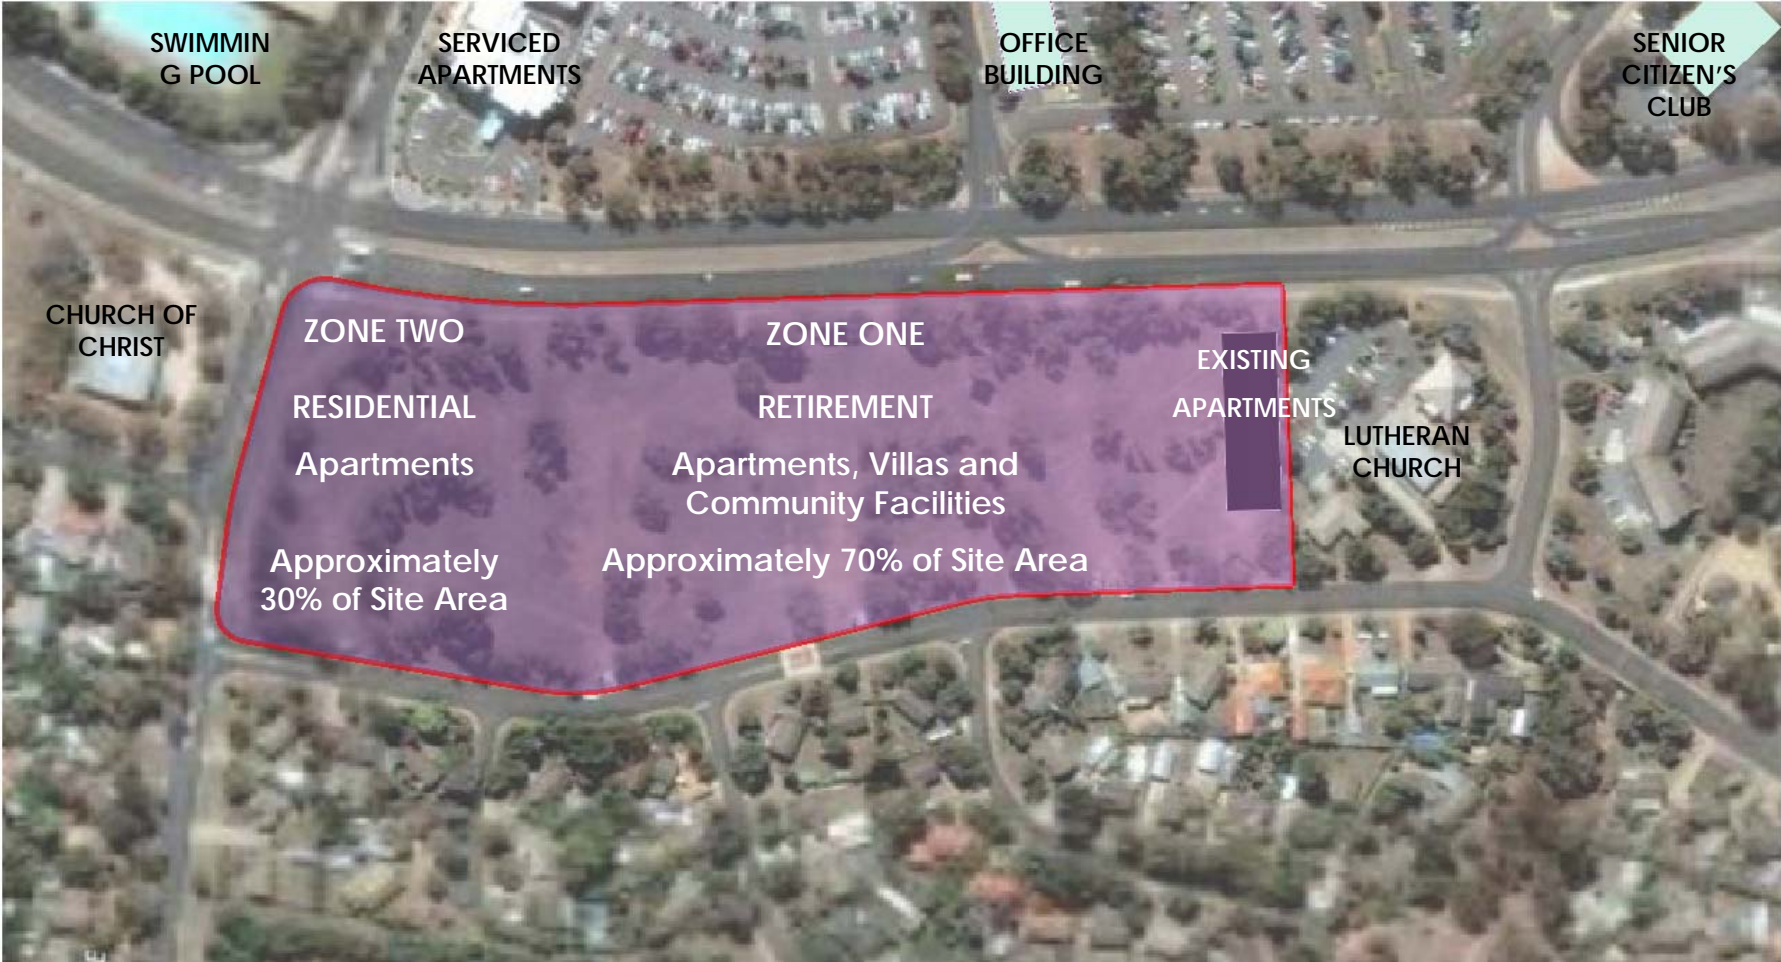 SWIMMIN
G POOL
SERVICED
APARTMENTS
OFFICE
BUILDING
SENIOR
CITIZEN'S
CLUB
CHURCH OF
CHRIST
ZONE TWO
RESIDENTIAL
Apartments
Approximately
30% of Site Area
ZONE ONE
RETIREMENT
Apartments, Villas and
Community Facilities
Approximately 70% of Site Area
EXISTING
APARTMENTS
LUTHERAN
CHURCH